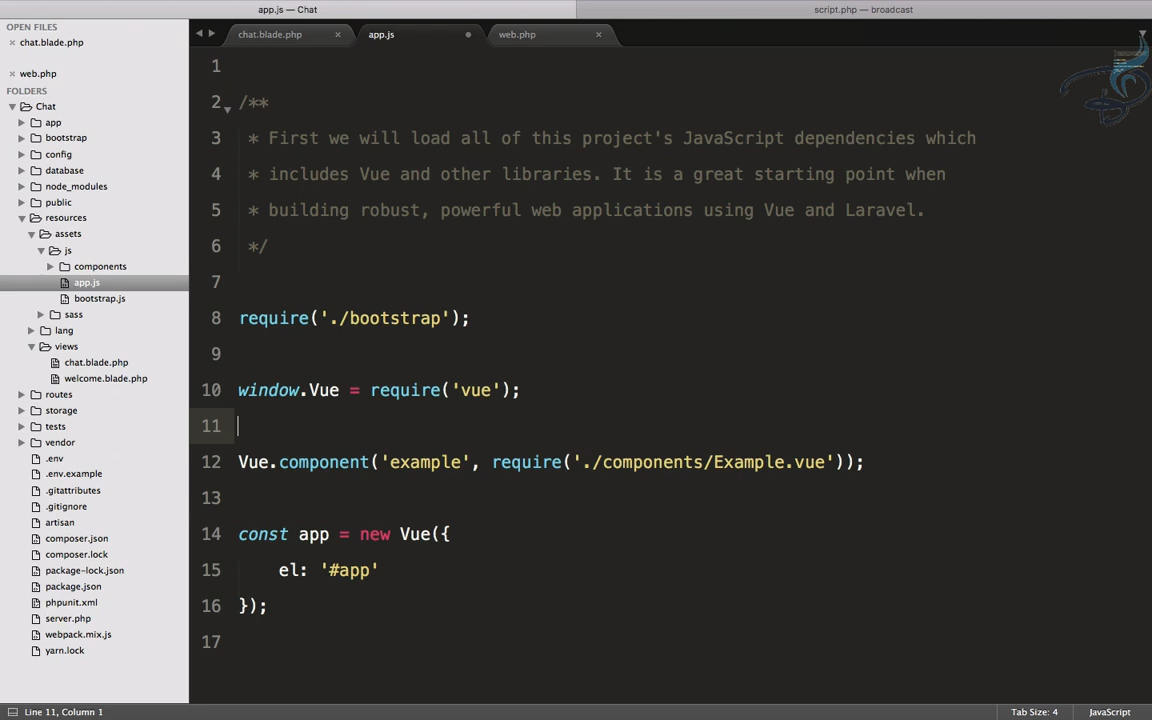 app.js — Chat
script.php — broadcast
OPEN FILES
× chat.blade.php
web.php
FOLDERS
Chat
app
bootstrap
config
database
node_modules
public
resources
assets
js
components
app.js
bootstrap.js
sass
lang
views
chat.blade.php
welcome.blade.php
routes
storage
tests
vendor
.env
.env.example
.gitattributes
.gitignore
artisan
composer.json
composer.lock
package-lock.json
package.json
phpunit.xml
server.php
webpack.mix.js
yarn.lock
chat.blade.php × app.js web.php ×
1
2 /**
3 * First we will load all of this project's JavaScript dependencies which
4 * includes Vue and other libraries. It is a great starting point when
5 * building robust, powerful web applications using Vue and Laravel.
6 */
7
8 require('./bootstrap');
9
10 window.Vue = require('vue');
11
12 Vue.component('example', require('./components/Example.vue'));
13
14 const app = new Vue({
15 el: '#app'
16 });
17
Line 11, Column 1
Tab Size: 4
JavaScript